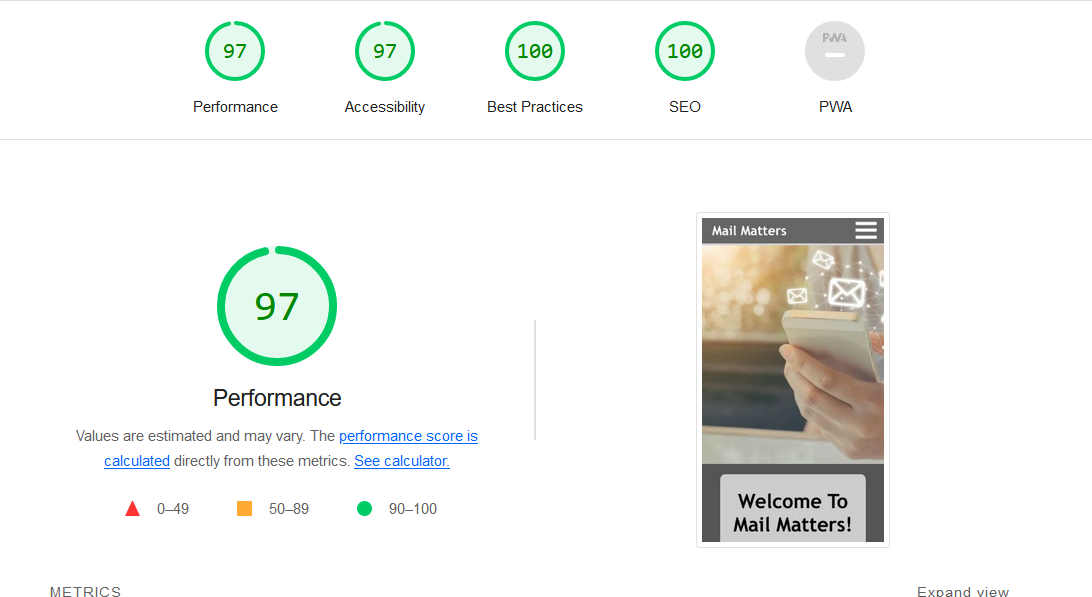 97 97 100 100 PWA
Performance Accessibility Best Practices SEO PWA
Mail Matters
97
Performance
Values are estimated and may vary. The performance score is
calculated directly from these metrics. See calculator.
0–49 50–89 90–100
Welcome To
Mail Matters!
METRICS Expand view